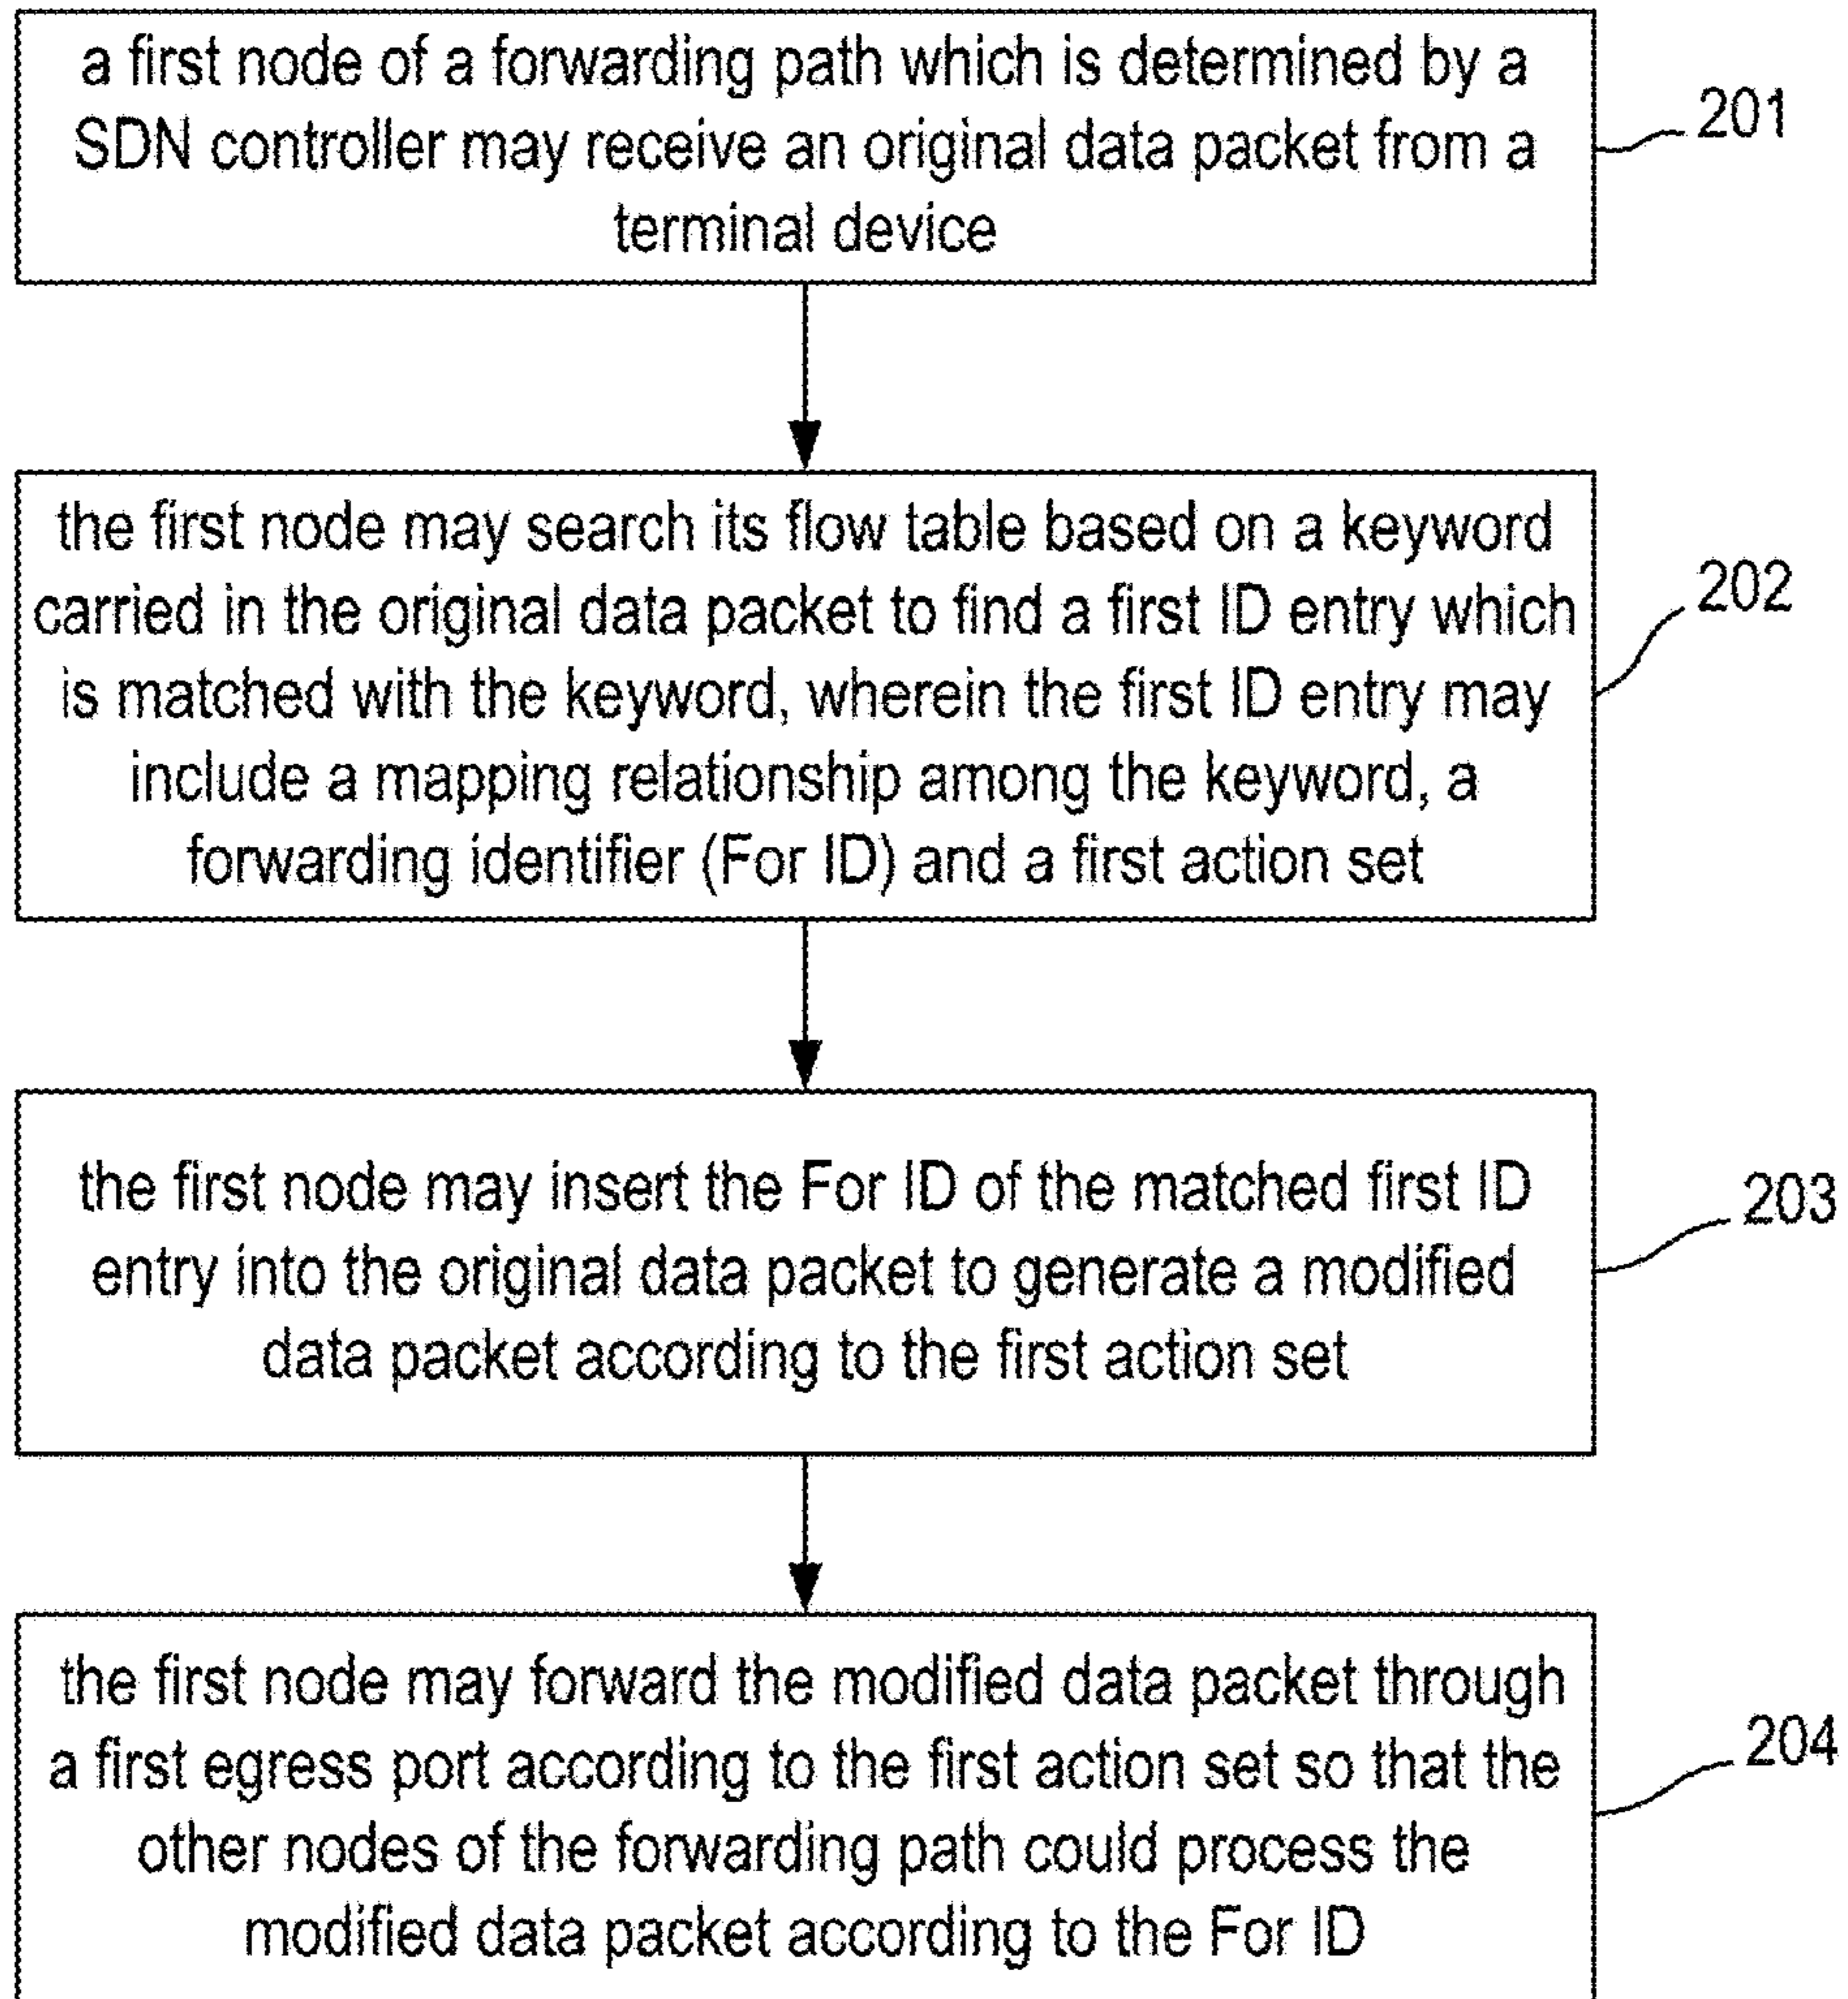 a first node of a forwarding path which is determined by a
SDN controller may receive an original data packet from a
terminal device
201
the first node may search its flow table based on a keyword
carried in the original data packet to find a first ID entry which
is matched with the keyword, wherein the first ID entry may
include a mapping relationship among the keyword, a
forwarding identifier (For ID) and a first action set
202
the first node may insert the For ID of the matched first ID
entry into the original data packet to generate a modified
data packet according to the first action set
203
the first node may forward the modified data packet through
a first egress port according to the first action set so that the
other nodes of the forwarding path could process the
modified data packet according to the For ID
204